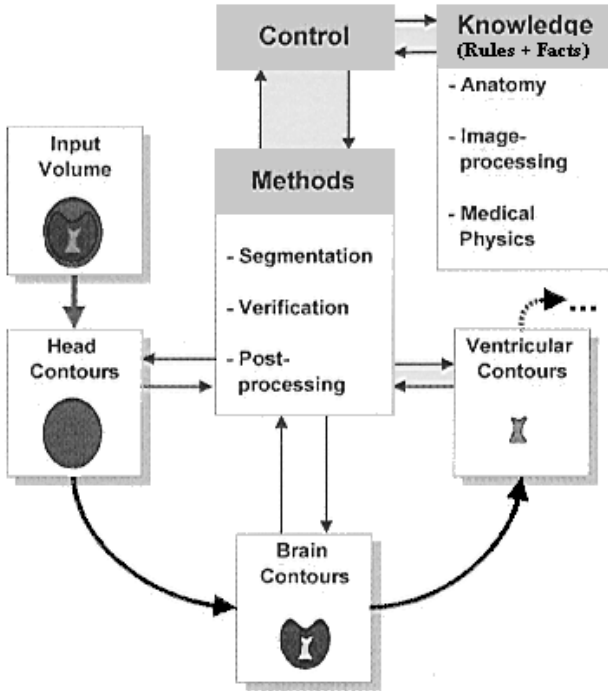 Control
Knowledge
(Rules + Facts)
- Anatomy
- Image-
processing
- Medical
Physics
Input
Volume
Methods
- Segmentation
- Verification
- Post-
processing
Head
Contours
Ventricular
Contours
...
Brain
Contours